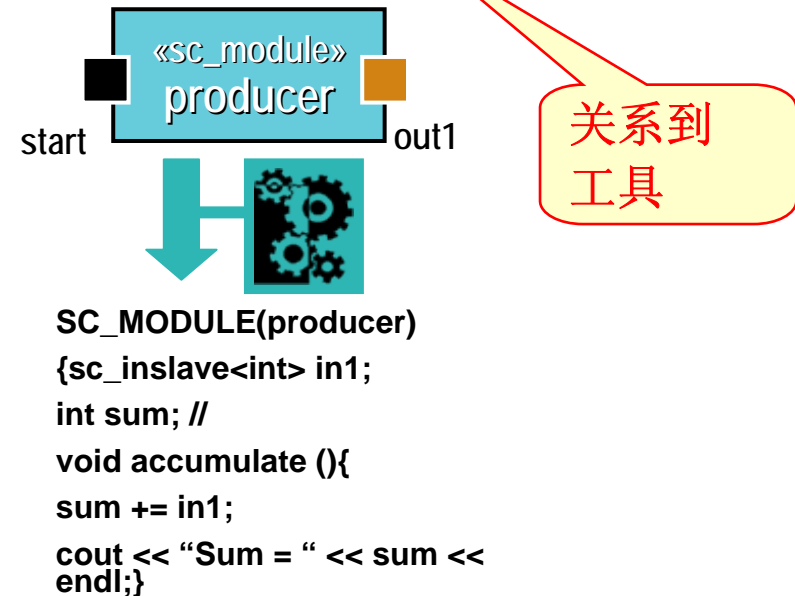 «sc_module»
producer
start
out1
关系到
工具
SC_MODULE(producer)
{sc_inslave<int> in1;
int sum; //
void accumulate (){
sum += in1;
cout << “Sum = “ << sum <<
endl;}